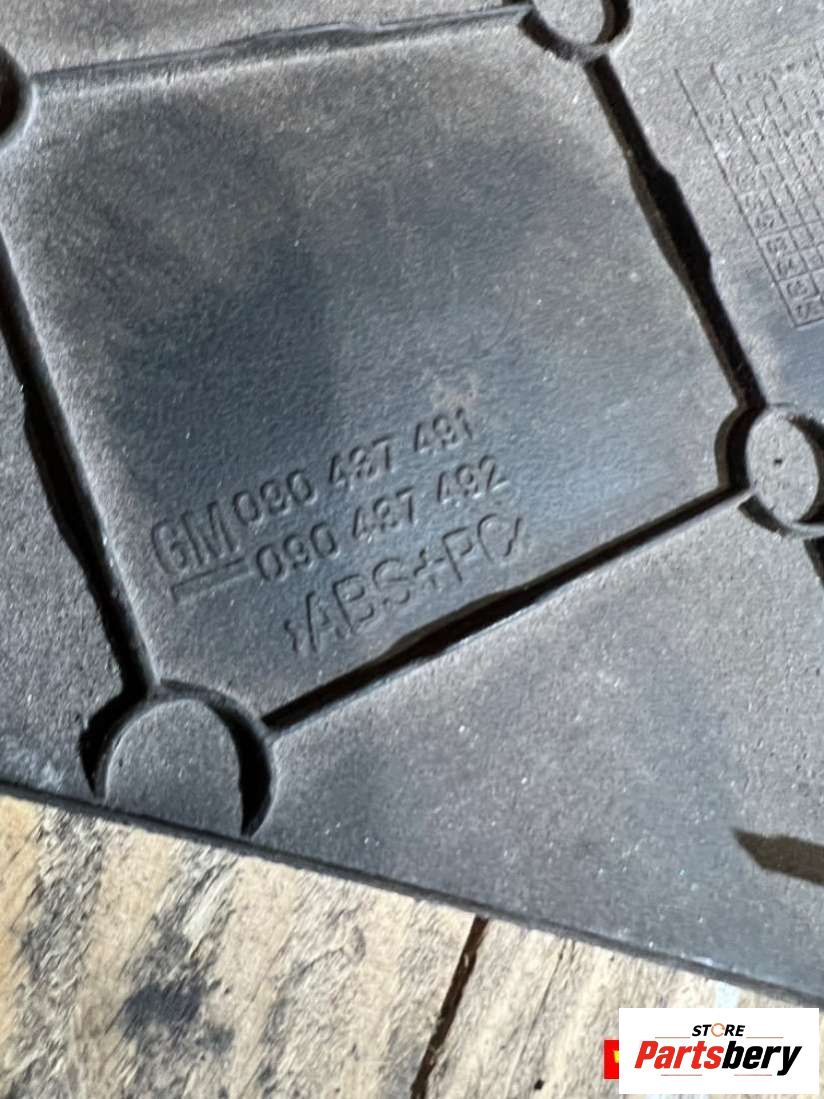 GM 090 437 491
090 437 492
>ABS+PC<
STORE
Partsbery